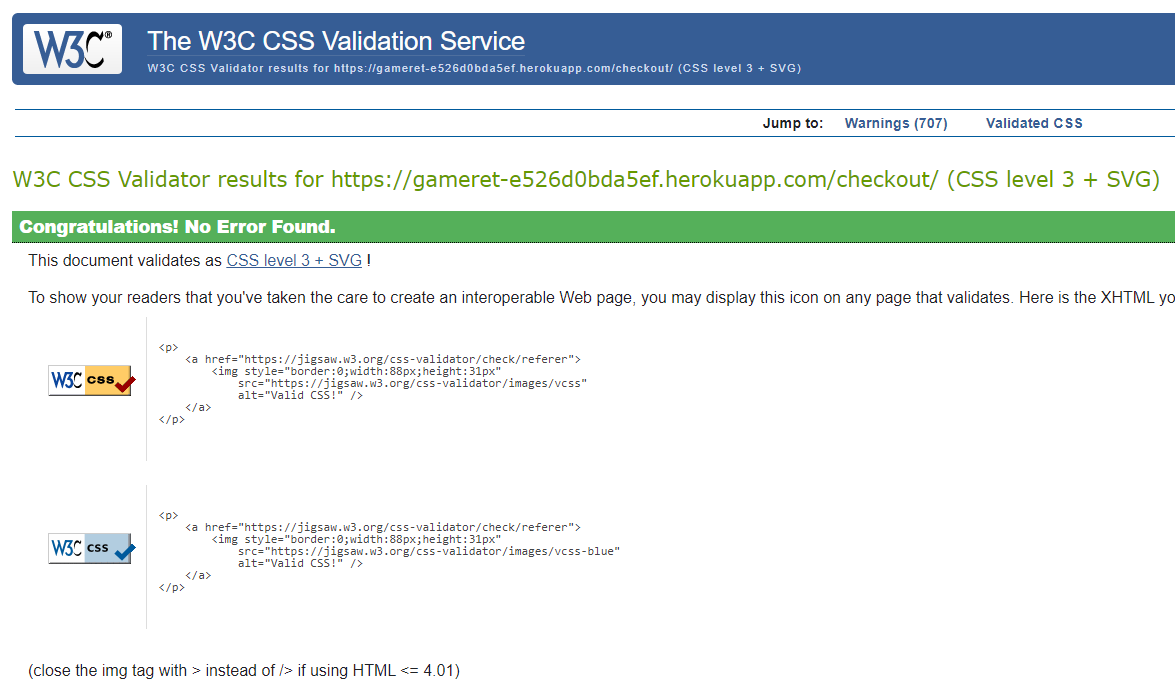 W3C® The W3C CSS Validation Service
W3C CSS Validator results for https://gameret-e526d0bda5ef.herokuapp.com/checkout/ (CSS level 3 + SVG)
Jump to: Warnings (707) Validated CSS
W3C CSS Validator results for https://gameret-e526d0bda5ef.herokuapp.com/checkout/ (CSS level 3 + SVG)
Congratulations! No Error Found.
This document validates as CSS level 3 + SVG !
To show your readers that you've taken the care to create an interoperable Web page, you may display this icon on any page that validates. Here is the XHTML yo
W3C css
<p>
<a href="https://jigsaw.w3.org/css-validator/check/referer">
<img style="border:0;width:88px;height:31px"
src="https://jigsaw.w3.org/css-validator/images/vcss"
alt="Valid CSS!" />
</a>
</p>
W3C css
<p>
<a href="https://jigsaw.w3.org/css-validator/check/referer">
<img style="border:0;width:88px;height:31px"
src="https://jigsaw.w3.org/css-validator/images/vcss-blue"
alt="Valid CSS!" />
</a>
</p>
(close the img tag with > instead of /> if using HTML <= 4.01)